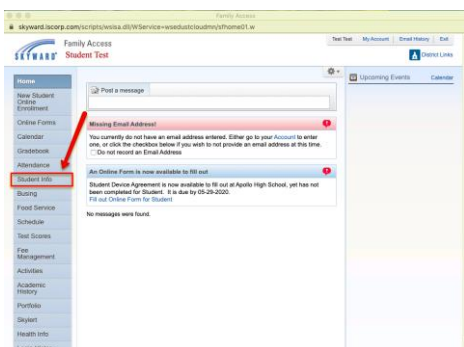 Family Access
skyward.iscorp.com/scripts/wsisa.dll/WService=wsedustcloudmn/sfhome01.w
Test Test My Account Email History Exit
Family Access
SKYWARD Student Test
District Links
Home
New Student
Online
Enrollment
Online Forms
Calendar
Gradebook
Attendance
Student Info
Busing
Food Service
Schedule
Test Scores
Fee
Management
Activities
Academic
History
Portfolio
Skylert
Health Info
Post a message
Missing Email Address!
You currently do not have an email address entered. Either go to your Account to enter
one, or click the checkbox below if you wish to not provide an email address at this time.
Do not record an Email Address
An Online Form is now available to fill out
Student Device Agreement is now available to fill out at Apollo High School, yet has not
been completed for Student. It is due by 05-29-2020.
Fill out Online Form for Student
No messages were found.
Upcoming Events Calendar